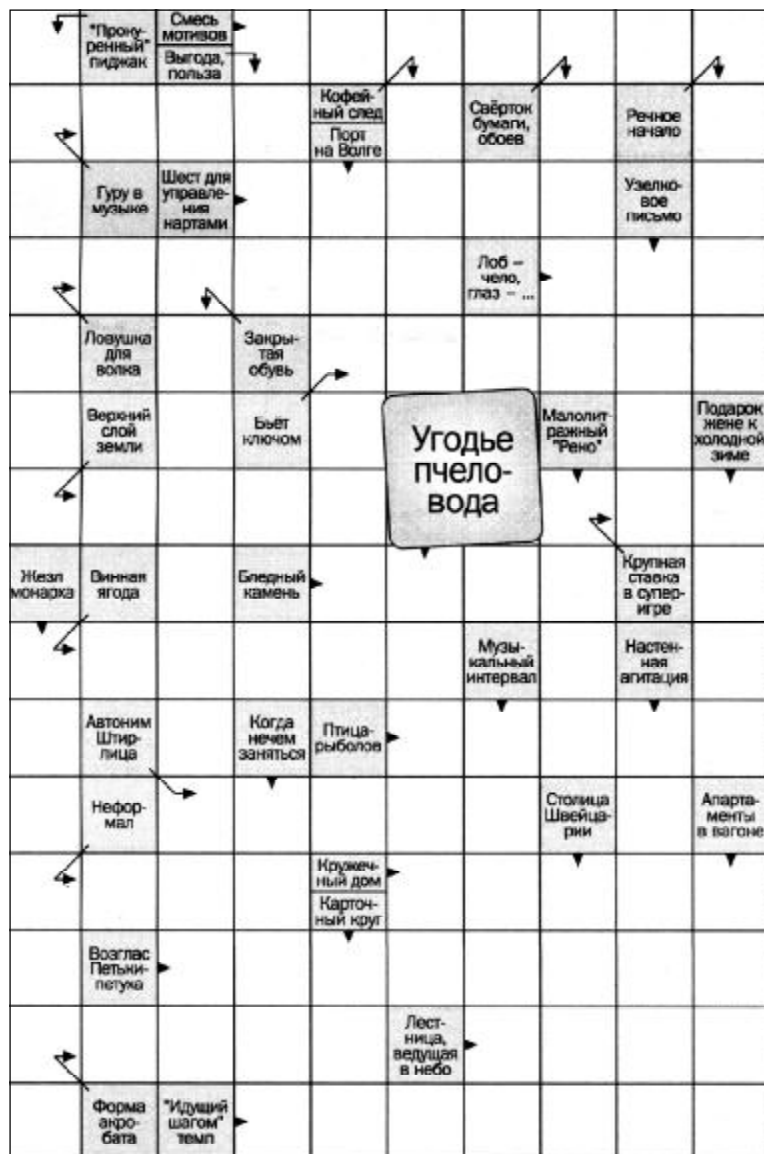 "Проку-
ренный"
пиджак
Смесь
мотивов
Выгода,
польза
Кофей-
ный след
Порт
на Волге
Свёрток
бумаги,
обоев
Речное
начало
Гуру в
музыке
Шест для
управле-
ния
нартами
Узелко-
вое
письмо
Лоб –
чело,
глаз – ...
Ловушка
для
волка
Закры-
тая
обувь
Верхний
слой
земли
Бьёт
ключом
Угодье
пчело-
вода
Малолит-
ражный
"Рено"
Подарок
жене к
холодной
зиме
Жезл
монарха
Винная
ягода
Бледный
камень
Крупная
ставка
в супер-
игре
Музы-
кальный
интервал
Настен-
ная
агитация
Автоним
Штир-
лица
Когда
нечем
заняться
Птица-
рыболов
Нефор-
мал
Столица
Швейца-
рии
Апарта-
менты
в вагоне
Кружеч-
ный дом
Карточ-
ный круг
Возглас
Петьки-
петуха
Лест-
ница,
ведущая
в небо
Форма
акро-
бата
"Идущий
шагом"
темп